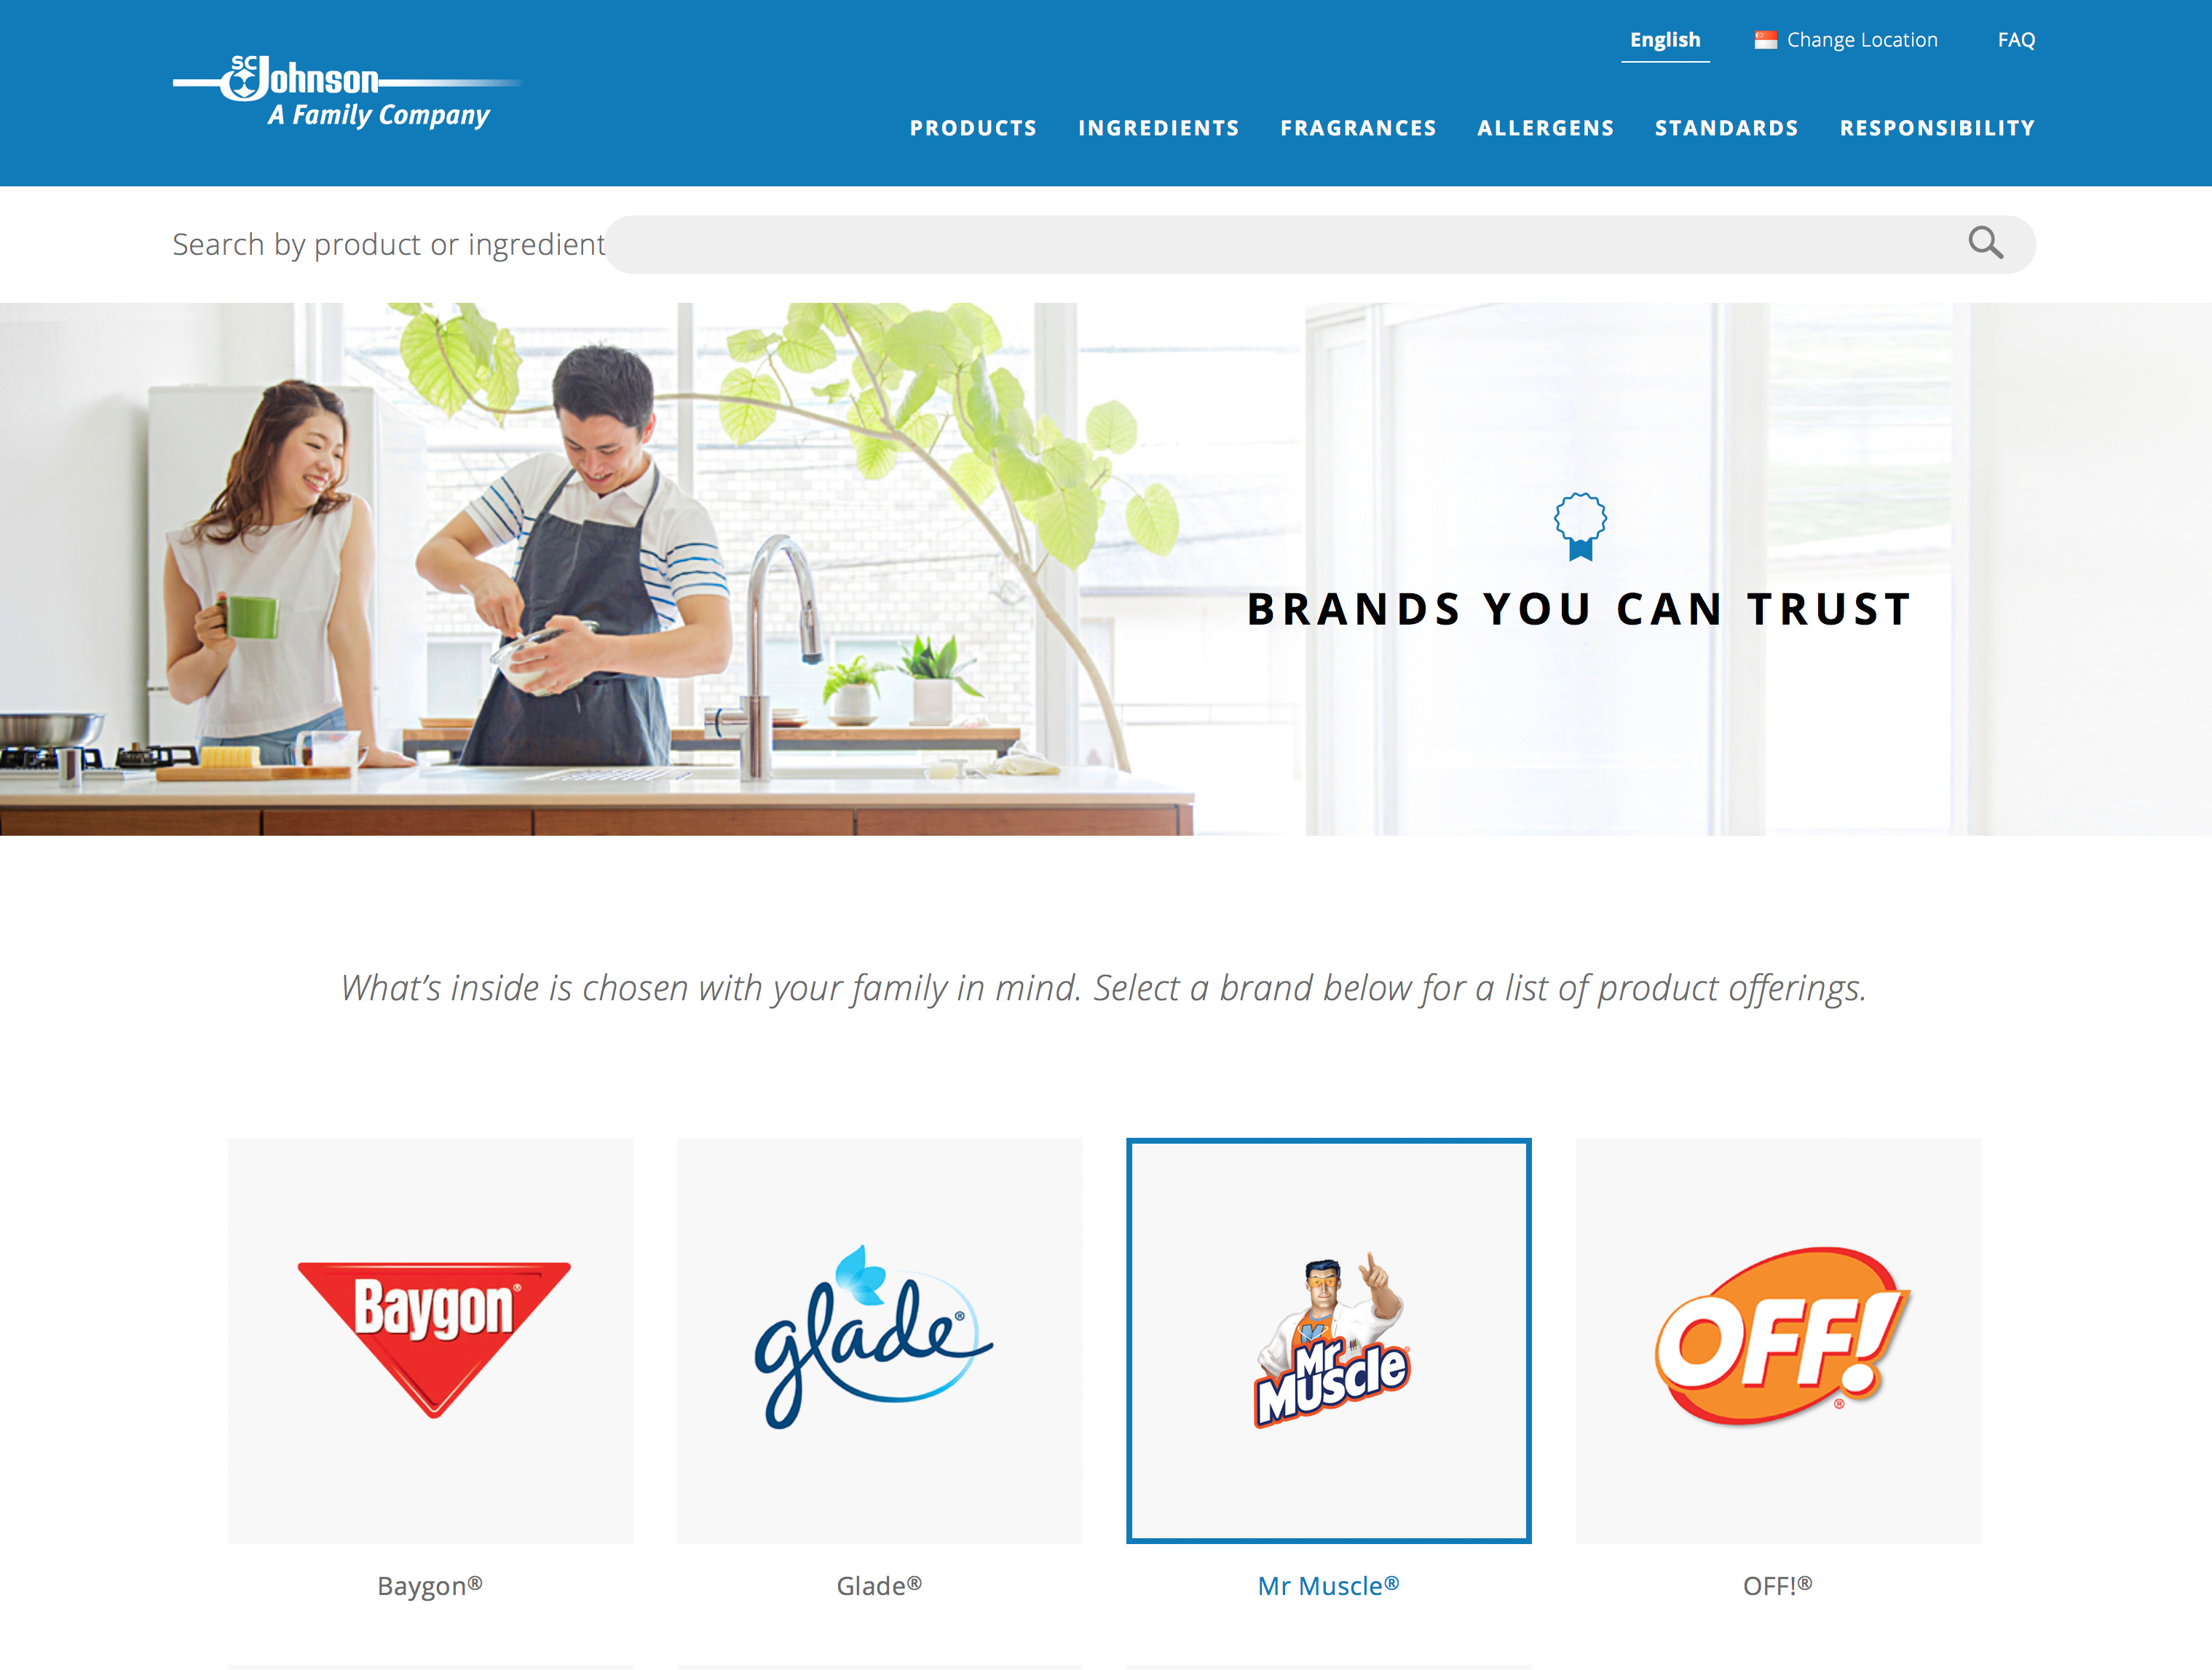 English
Change Location
FAQ
SC Johnson
A Family Company
PRODUCTS
INGREDIENTS
FRAGRANCES
ALLERGENS
STANDARDS
RESPONSIBILITY
Search by product or ingredient
BRANDS YOU CAN TRUST
What’s inside is chosen with your family in mind. Select a brand below for a list of product offerings.
Baygon®
glade®
Mr
Muscle®
OFF!®
Baygon®
Glade®
Mr Muscle®
OFF!®